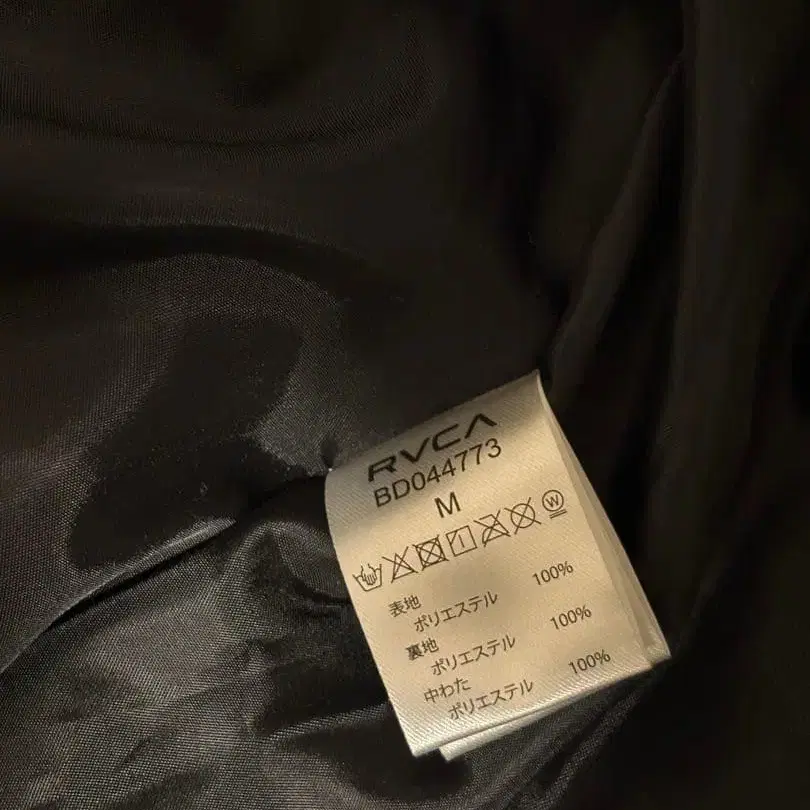 RVCA
BD044773
M
W
表地
ポリエステル 100%
裏地
ポリエステル 100%
中わた
ポリエステル 100%